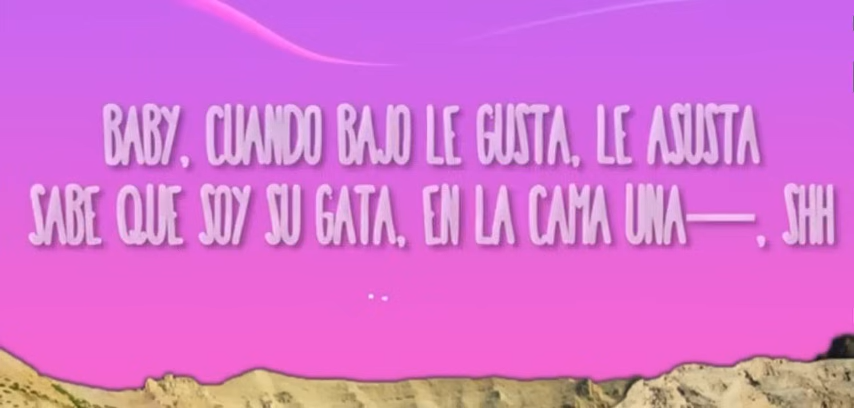 BABY, CUANDO BAJO LE GUSTA, LE ASUSTA
SABE QUE SOY SU GATA, EN LA CAMA UNA——, SHH